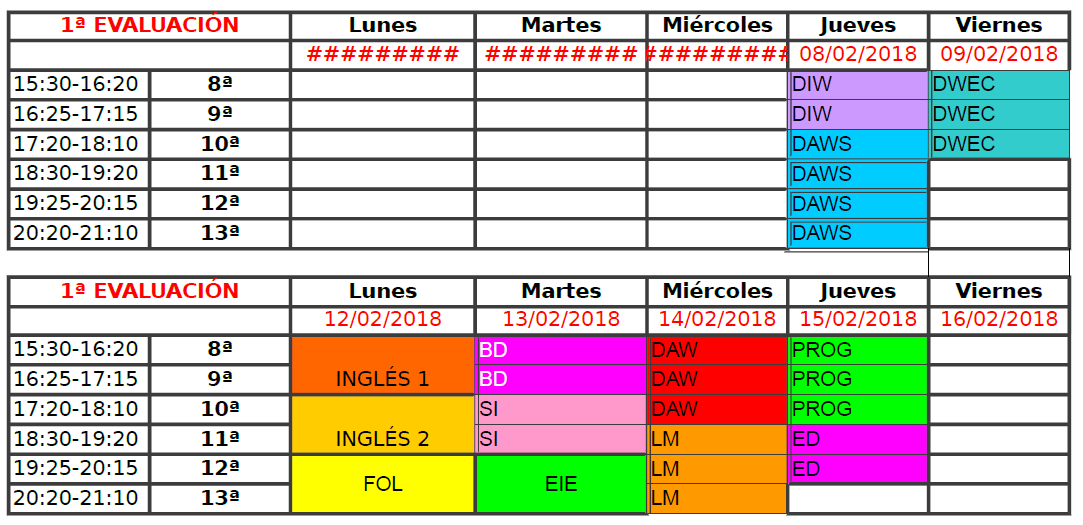 1ª EVALUACIÓN Lunes Martes Miércoles Jueves Viernes
######### ######### ######### 08/02/2018 09/02/2018
15:30-16:20 8ª DIW DWEC
16:25-17:15 9ª DIW DWEC
17:20-18:10 10ª DAWS DWEC
18:30-19:20 11ª DAWS
19:25-20:15 12ª DAWS
20:20-21:10 13ª DAWS
1ª EVALUACIÓN Lunes Martes Miércoles Jueves Viernes
12/02/2018 13/02/2018 14/02/2018 15/02/2018 16/02/2018
15:30-16:20 8ª BD DAW PROG
16:25-17:15 9ª INGLÉS 1 BD DAW PROG
17:20-18:10 10ª SI DAW PROG
18:30-19:20 11ª INGLÉS 2 SI LM ED
19:25-20:15 12ª LM ED
FOL EIE
20:20-21:10 13ª LM